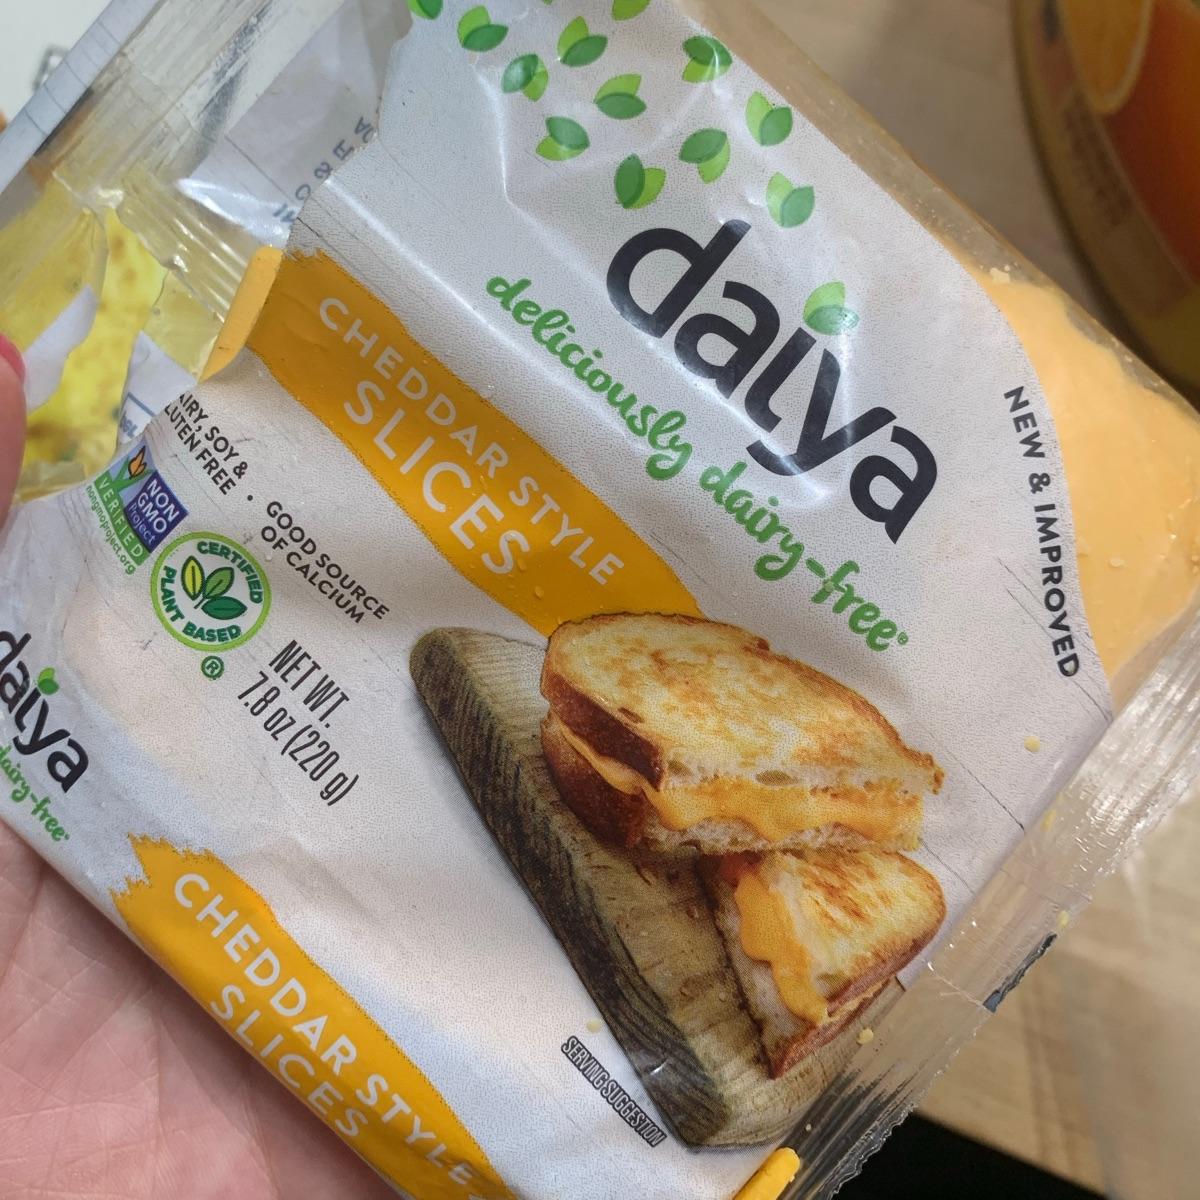 daiya
deliciously dairy-free®
NEW & IMPROVED
CHEDDAR STYLE
SLICES
DAIRY, SOY &
GLUTEN FREE •
GOOD SOURCE
OF CALCIUM
NON
GMO
Project
VERIFIED
nongmoproject.org
CERTIFIED
PLANT BASED
®
NET WT.
7.8 oz (220 g)
SERVING SUGGESTION
daiya
dairy-free®
CHEDDAR STYLE
SLICES